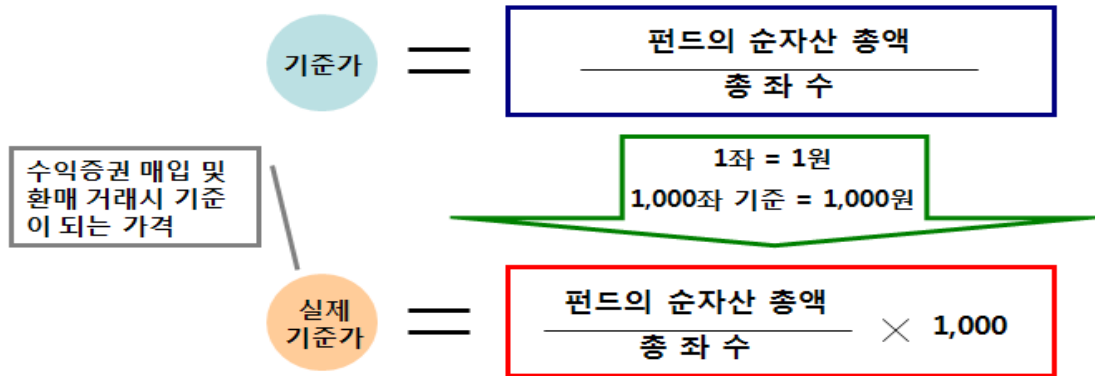 기준가
펀드의 순자산 총액
총 좌 수
수익증권 매입 및
환매 거래시 기준
이 되는 가격
1좌 = 1원
1,000좌 기준 = 1,000원
실제
기준가
펀드의 순자산 총액
총 좌 수
× 1,000